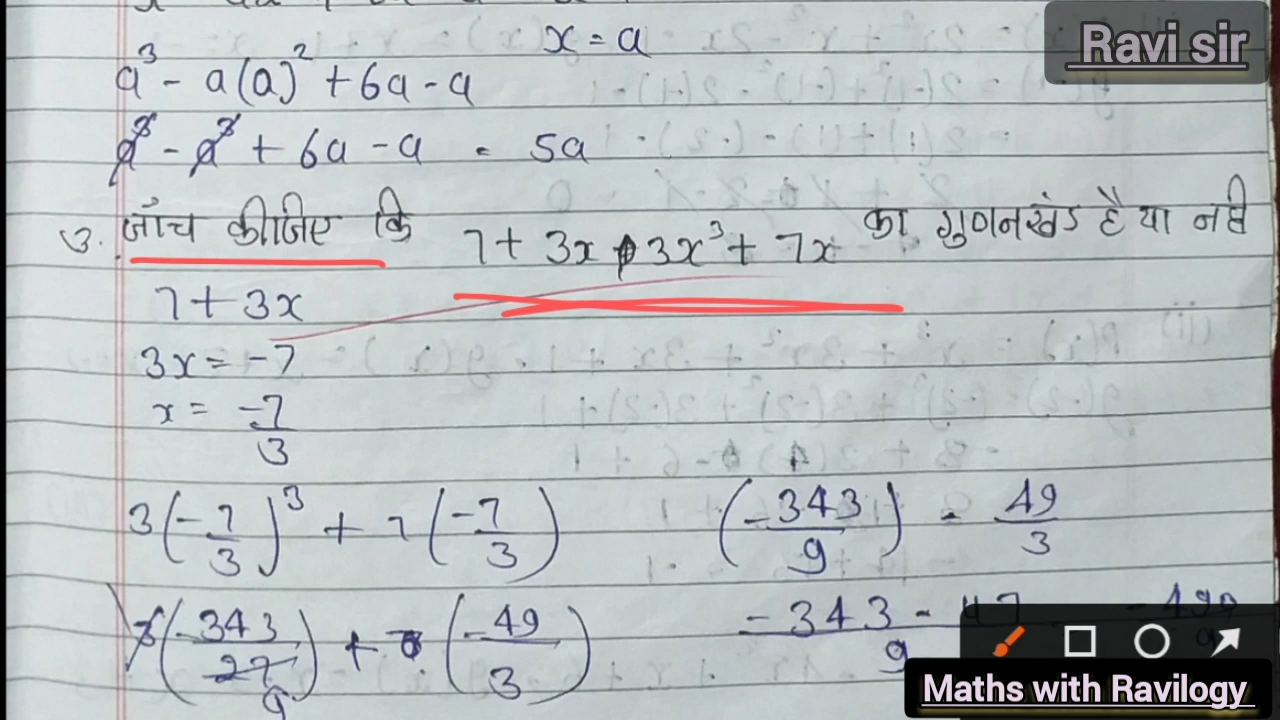 x = a
Ravi sir
a³ - a(a)² + 6a - a
a³ - a³ + 6a - a = 5a
3. जाँच कीजिए कि 7 + 3x, 3x³ + 7x का गुणनखंड है या नही
7 + 3x
3x = -7
x = -7/3
3(-7/3)³ + 7(-7/3) (-343/9) - 49/3
3(-343/27) + (-49/3) -343 -
9
Maths with Ravilogy